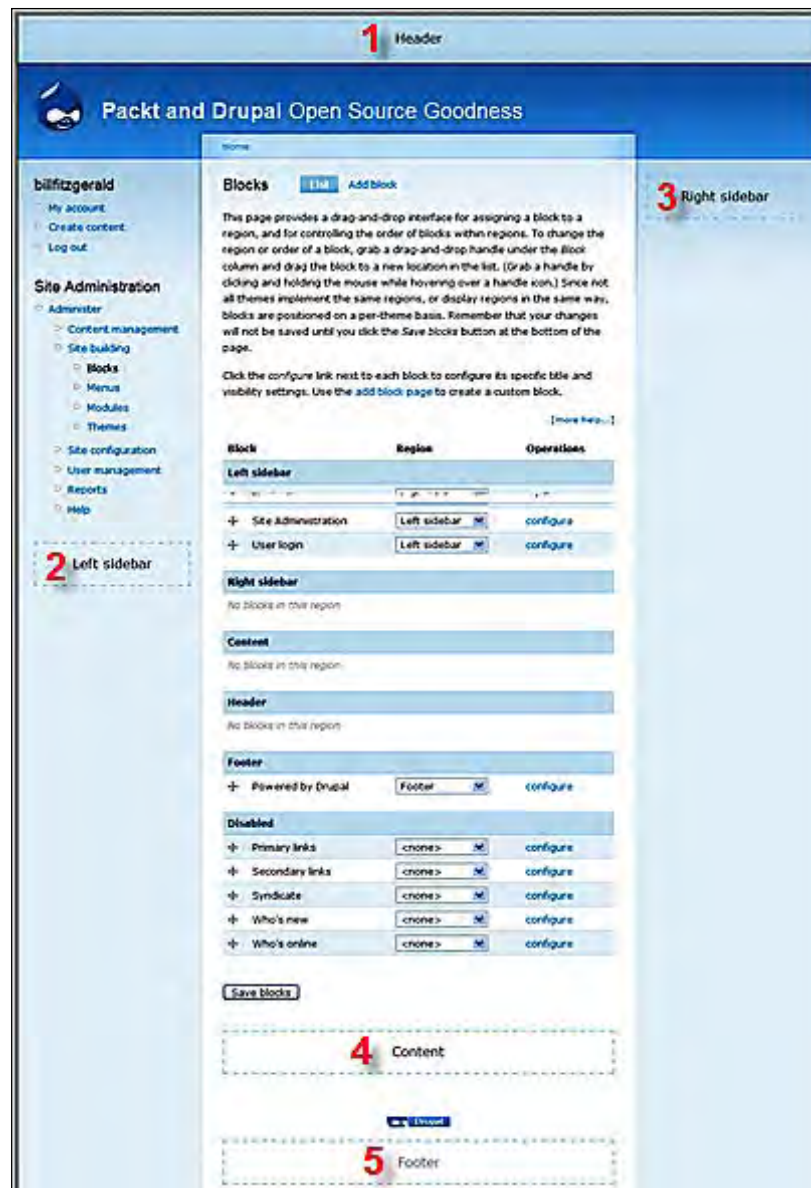 1 Header
Packt and Drupal Open Source Goodness
Home
billfitzgerald
My account
Create content
Log out
Site Administration
Administer
Content management
Site building
Blocks
Menus
Modules
Themes
Site configuration
User management
Reports
Help
2 Left sidebar
Blocks List Add block
This page provides a drag-and-drop interface for assigning a block to a
region, and for controlling the order of blocks within regions. To change the
region or order of a block, grab a drag-and-drop handle under the Block
column and drag the block to a new location in the list. (Grab a handle by
clicking and holding the mouse while hovering over a handle icon.) Since not
all themes implement the same regions, or display regions in the same way,
blocks are positioned on a per-theme basis. Remember that your changes
will not be saved until you click the Save blocks button at the bottom of the
page.
Click the configure link next to each block to configure its specific title and
visibility settings. Use the add block page to create a custom block.
[more help...]
Block Region Operations
Left sidebar
Site Administration Left sidebar configure
User login Left sidebar configure
Right sidebar
No blocks in this region
Content
No blocks in this region
Header
No blocks in this region
Footer
Powered by Drupal Footer configure
Disabled
Primary links <none> configure
Secondary links <none> configure
Syndicate <none> configure
Who's new <none> configure
Who's online <none> configure
Save blocks
4 Content
Drupal
5 Footer
3 Right sidebar